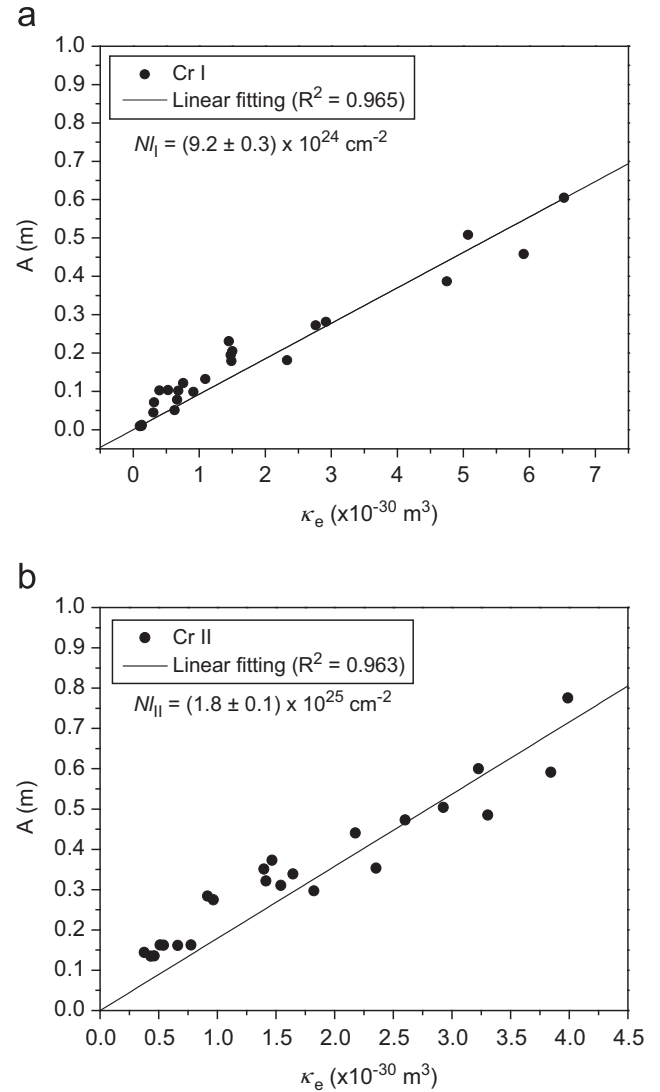 a
1.0
Cr I
0.9
Linear fitting (R² = 0.965)
0.8
NlI = (9.2 ± 0.3) x 10²⁴ cm⁻²
0.7
0.6
0.5
0.4
0.3
0.2
0.1
0.0
A (m)
0 1 2 3 4 5 6 7
κe (x10⁻³⁰ m³)
b
1.0
Cr II
0.9
Linear fitting (R² = 0.963)
0.8
NlII = (1.8 ± 0.1) x 10²⁵ cm⁻²
0.7
0.6
0.5
0.4
0.3
0.2
0.1
0.0
A (m)
0.0 0.5 1.0 1.5 2.0 2.5 3.0 3.5 4.0 4.5
κe (x10⁻³⁰ m³)